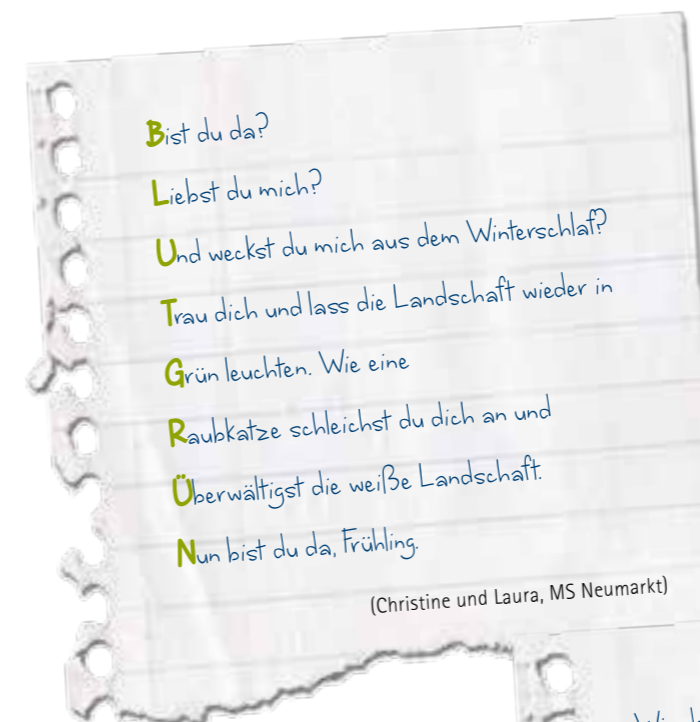 Bist du da?
Liebst du mich?
Und weckst du mich aus dem Winterschlaf?
Trau dich und lass die Landschaft wieder in
Grün leuchten. Wie eine
Raubkatze schleichst du dich an und
Überwältigst die weiße Landschaft.
Nun bist du da, Frühling.
(Christine und Laura, MS Neumarkt)